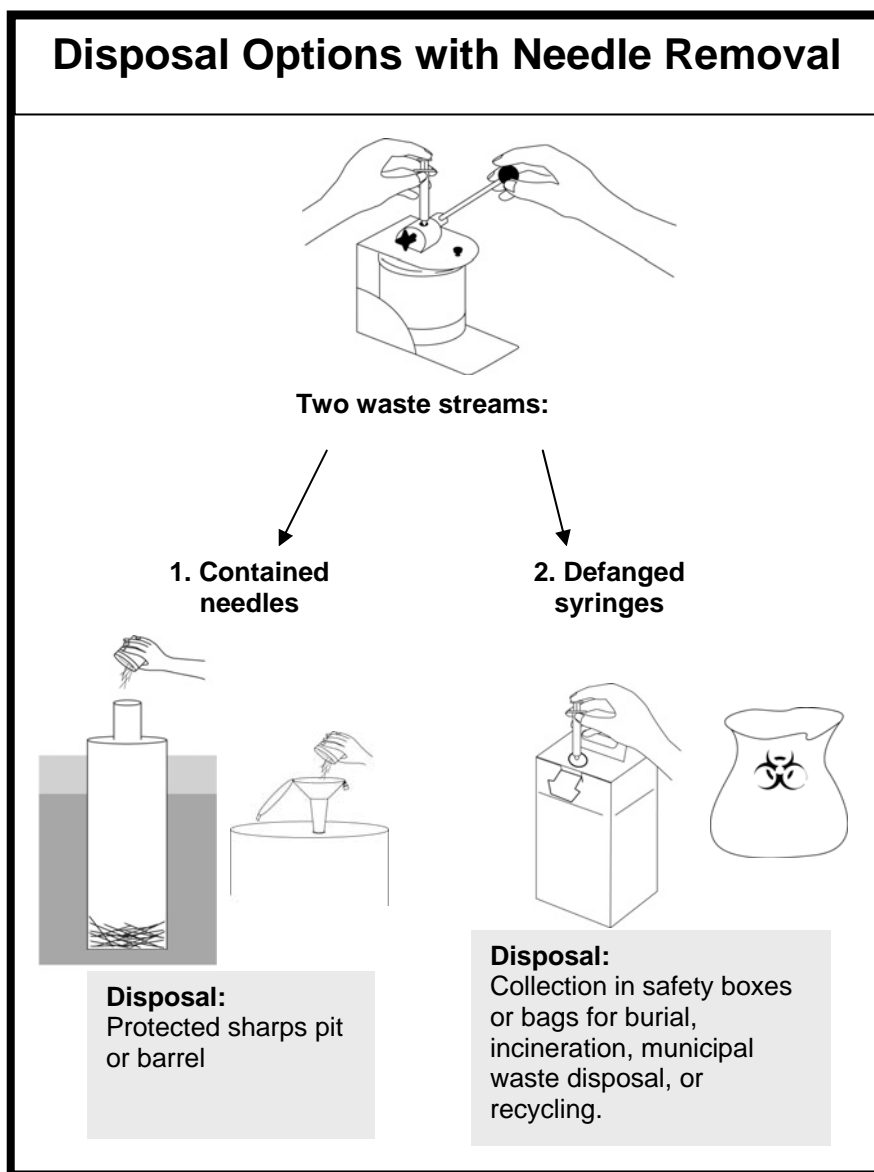 Disposal Options with Needle Removal
Two waste streams:
1. Contained
needles
2. Defanged
syringes
Disposal:
Protected sharps pit
or barrel
Disposal:
Collection in safety boxes
or bags for burial,
incineration, municipal
waste disposal, or
recycling.